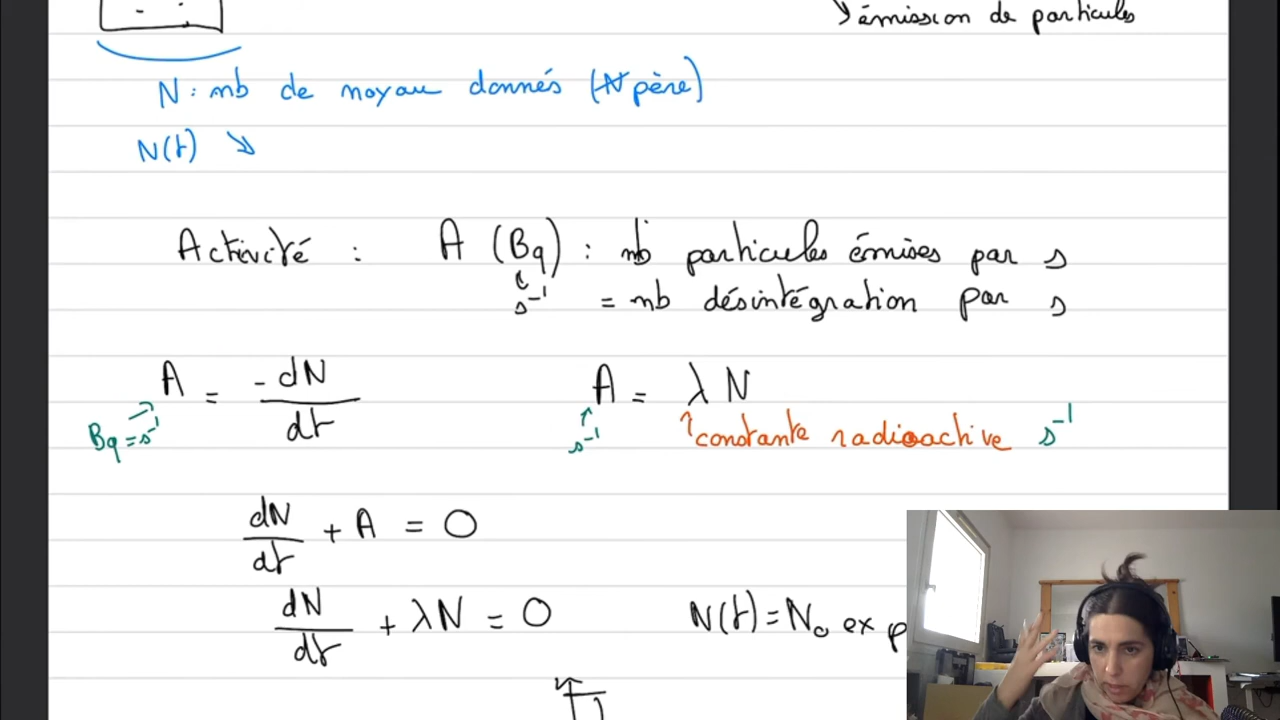 ↘ émission de particules
N : nb de noyau donnés (N père)
N(t) ↘
Activité : A (Bq) : nb particules émises par s
s⁻¹ = nb désintégration par s
A = -dN/dt A = λ N
Bq = s⁻¹ s⁻¹ constante radioactive s⁻¹
dN/dt + A = 0
dN/dt + λN = 0 N(t) = N₀ exp